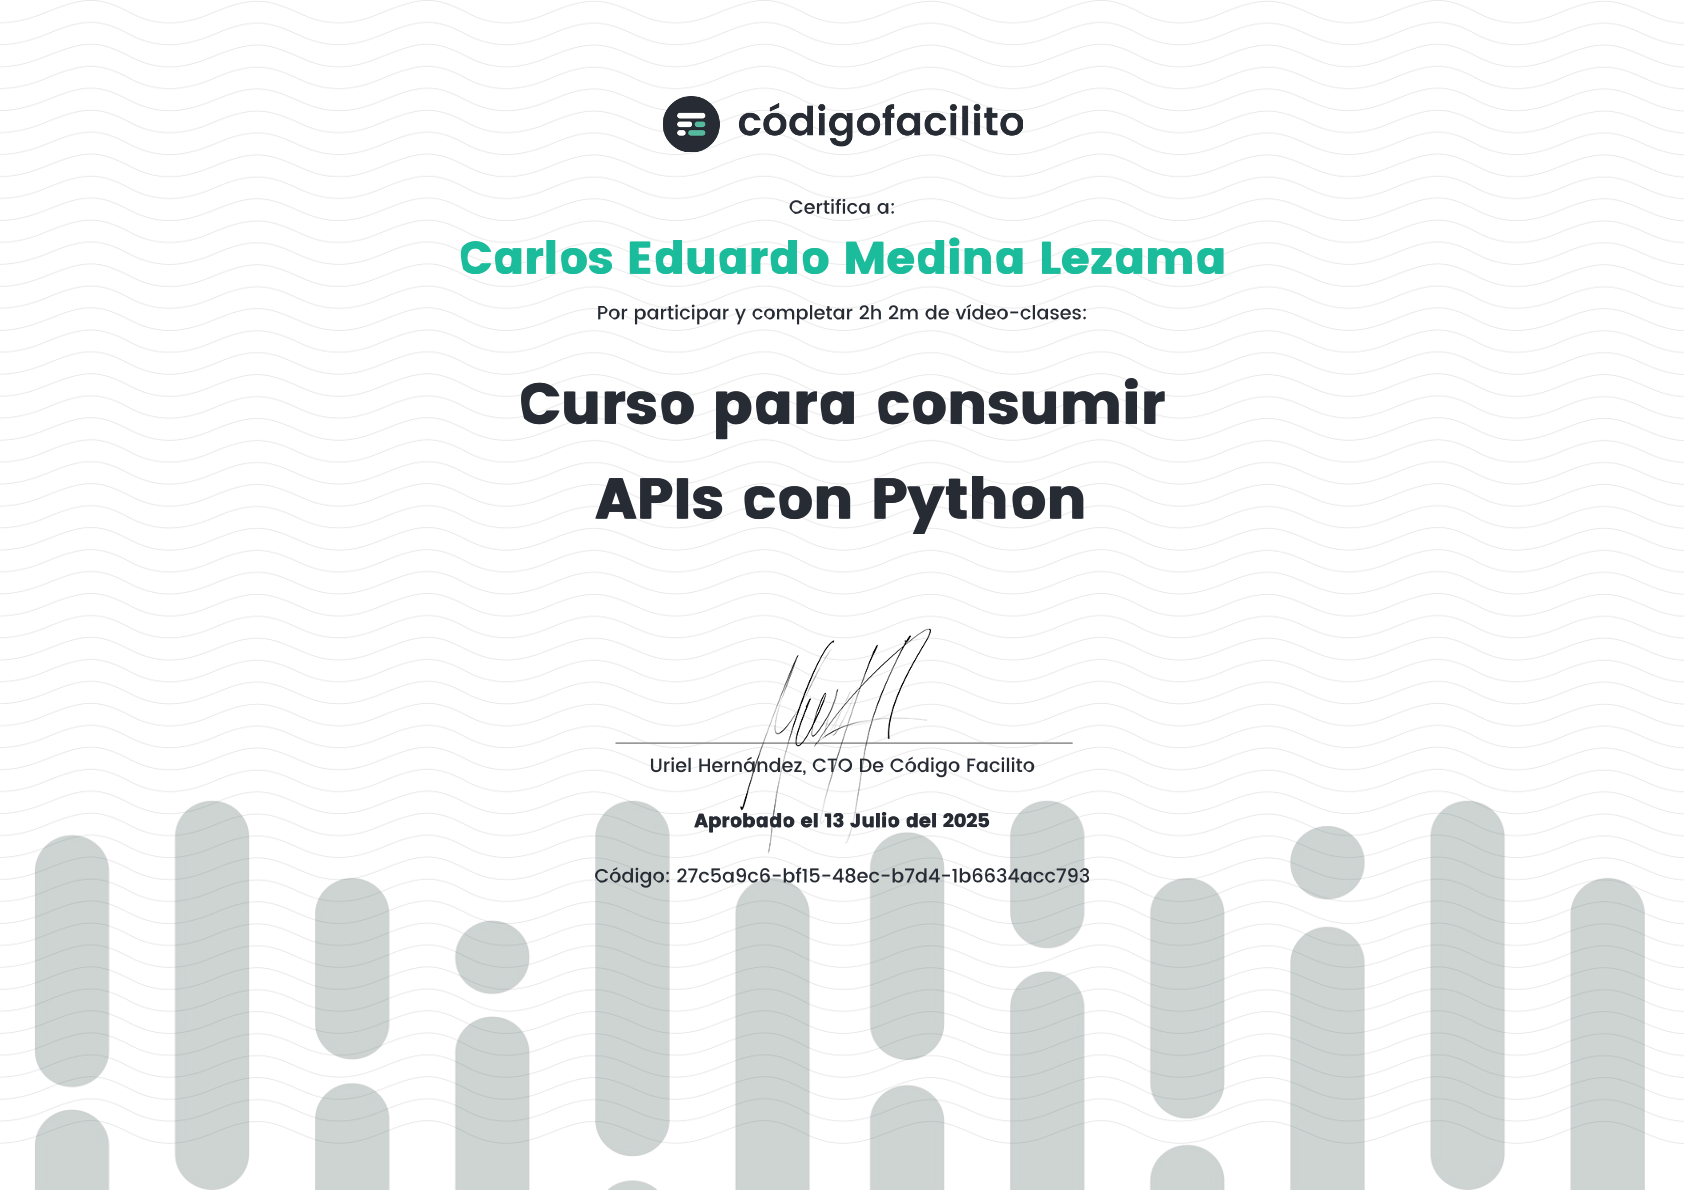 códigofacilito
Certifica a:
Carlos Eduardo Medina Lezama
Por participar y completar 2h 2m de vídeo-clases:
Curso para consumir
APIs con Python
Uriel Hernández, CTO De Código Facilito
Aprobado el 13 Julio del 2025
Código: 27c5a9c6-bf15-48ec-b7d4-1b6634acc793